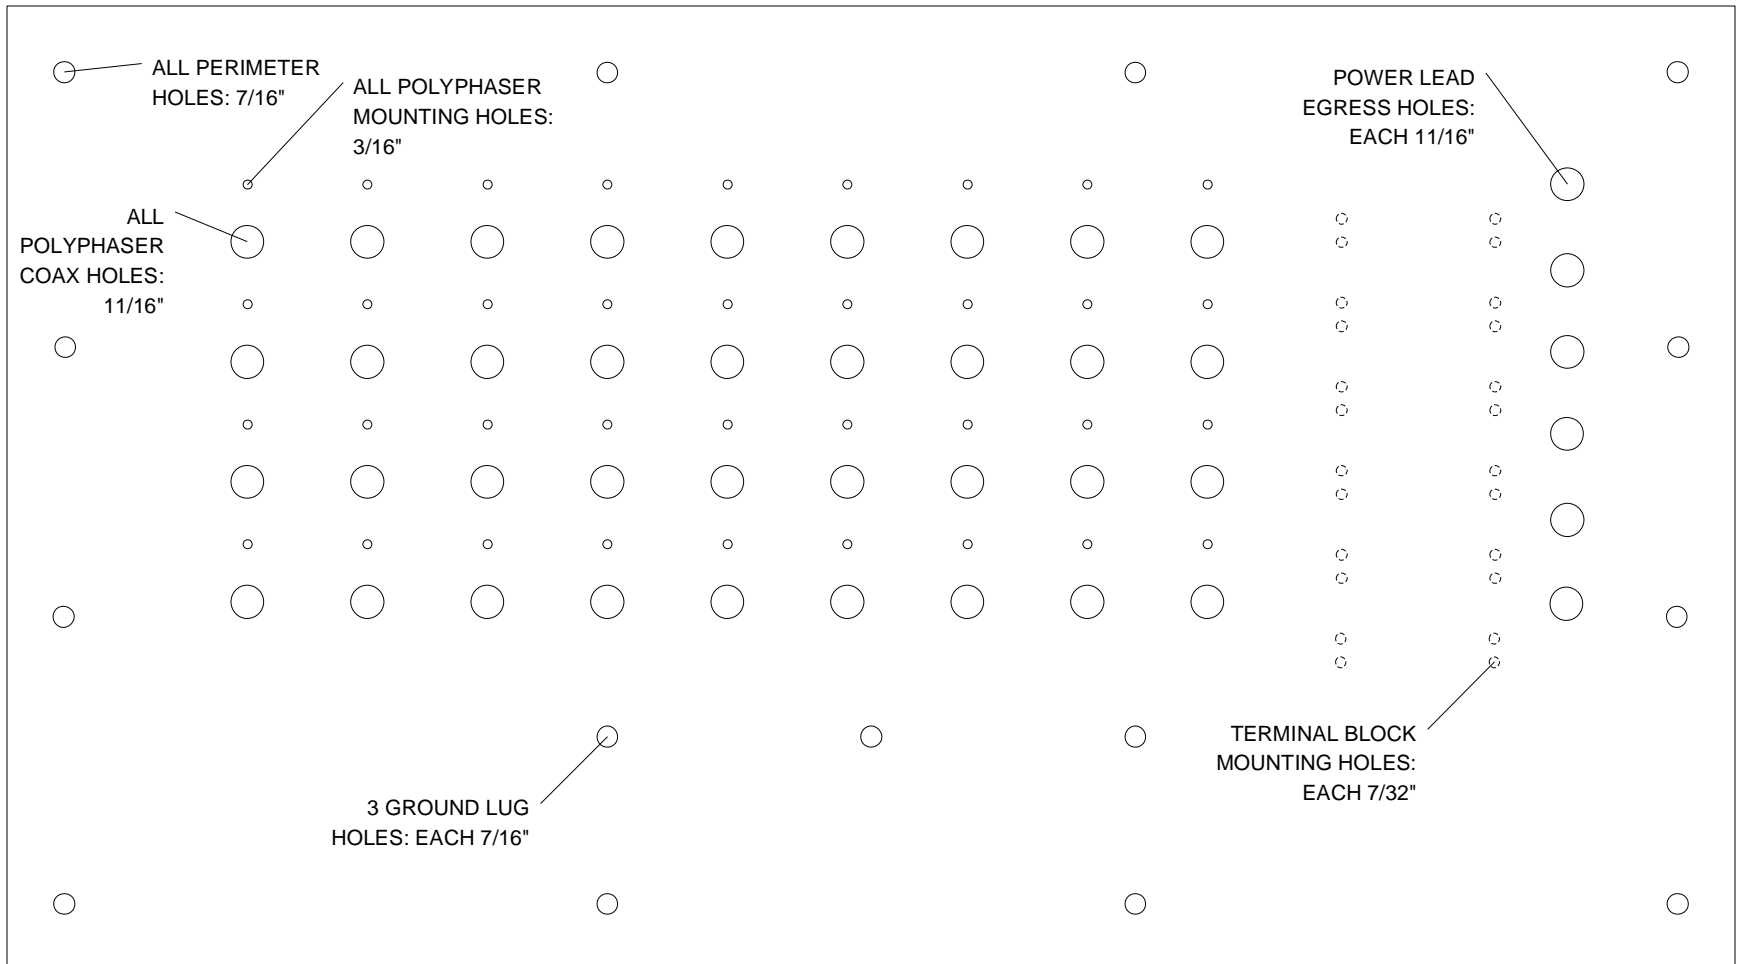 ALL PERIMETER
HOLES: 7/16"
ALL POLYPHASER
MOUNTING HOLES:
3/16"
POWER LEAD
EGRESS HOLES:
EACH 11/16"
ALL
POLYPHASER
COAX HOLES:
11/16"
TERMINAL BLOCK
MOUNTING HOLES:
EACH 7/32"
3 GROUND LUG
HOLES: EACH 7/16"